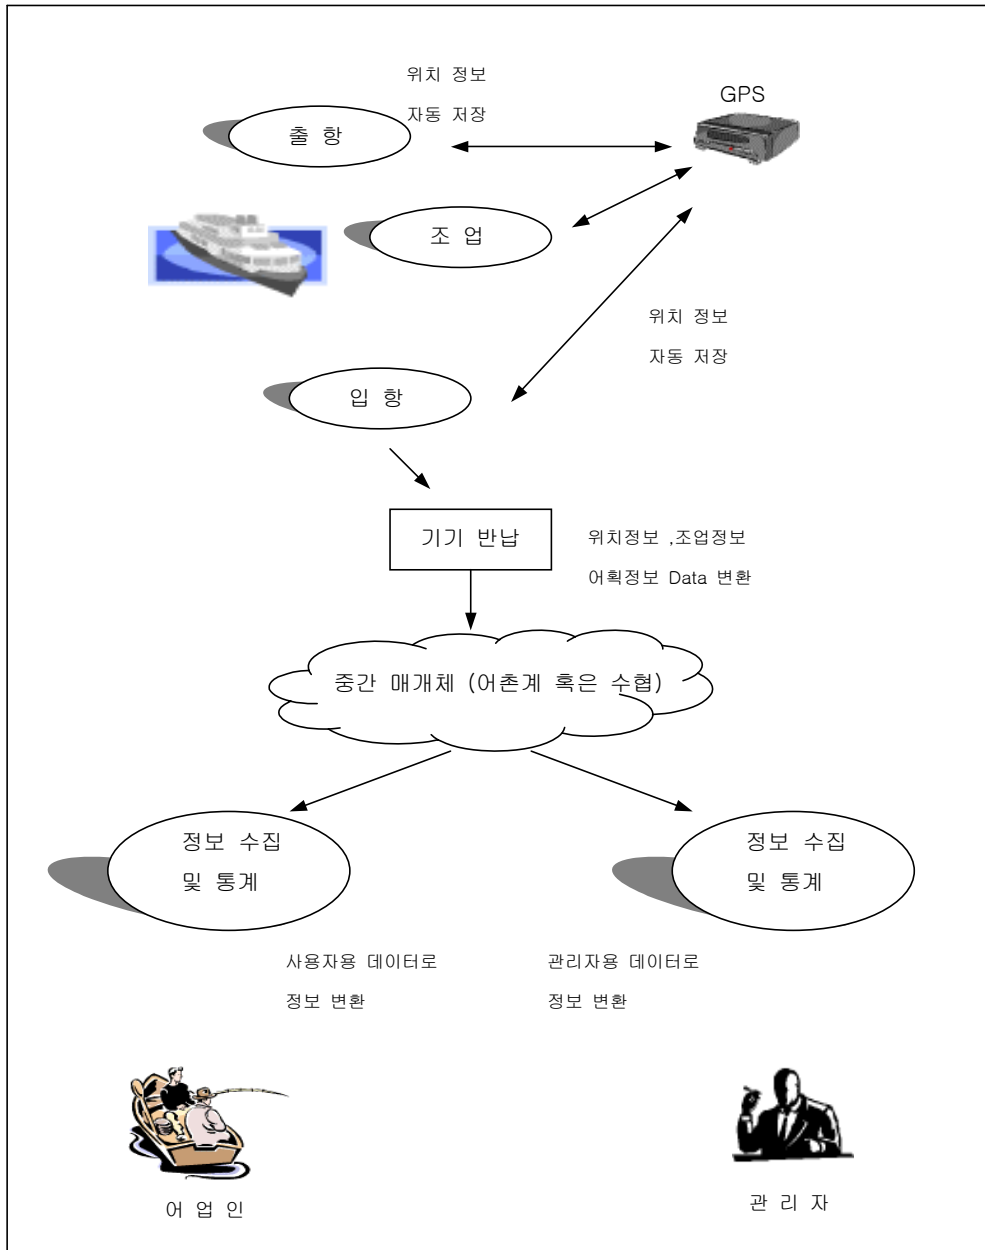 위치 정보
자동 저장
GPS
출 항
조 업
위치 정보
자동 저장
입 항
기기 반납
위치정보 ,조업정보
어획정보 Data 변환
중간 매개체 (어촌계 혹은 수협)
정보 수집
및 통계
정보 수집
및 통계
사용자용 데이터로
정보 변환
관리자용 데이터로
정보 변환
어 업 인
관 리 자